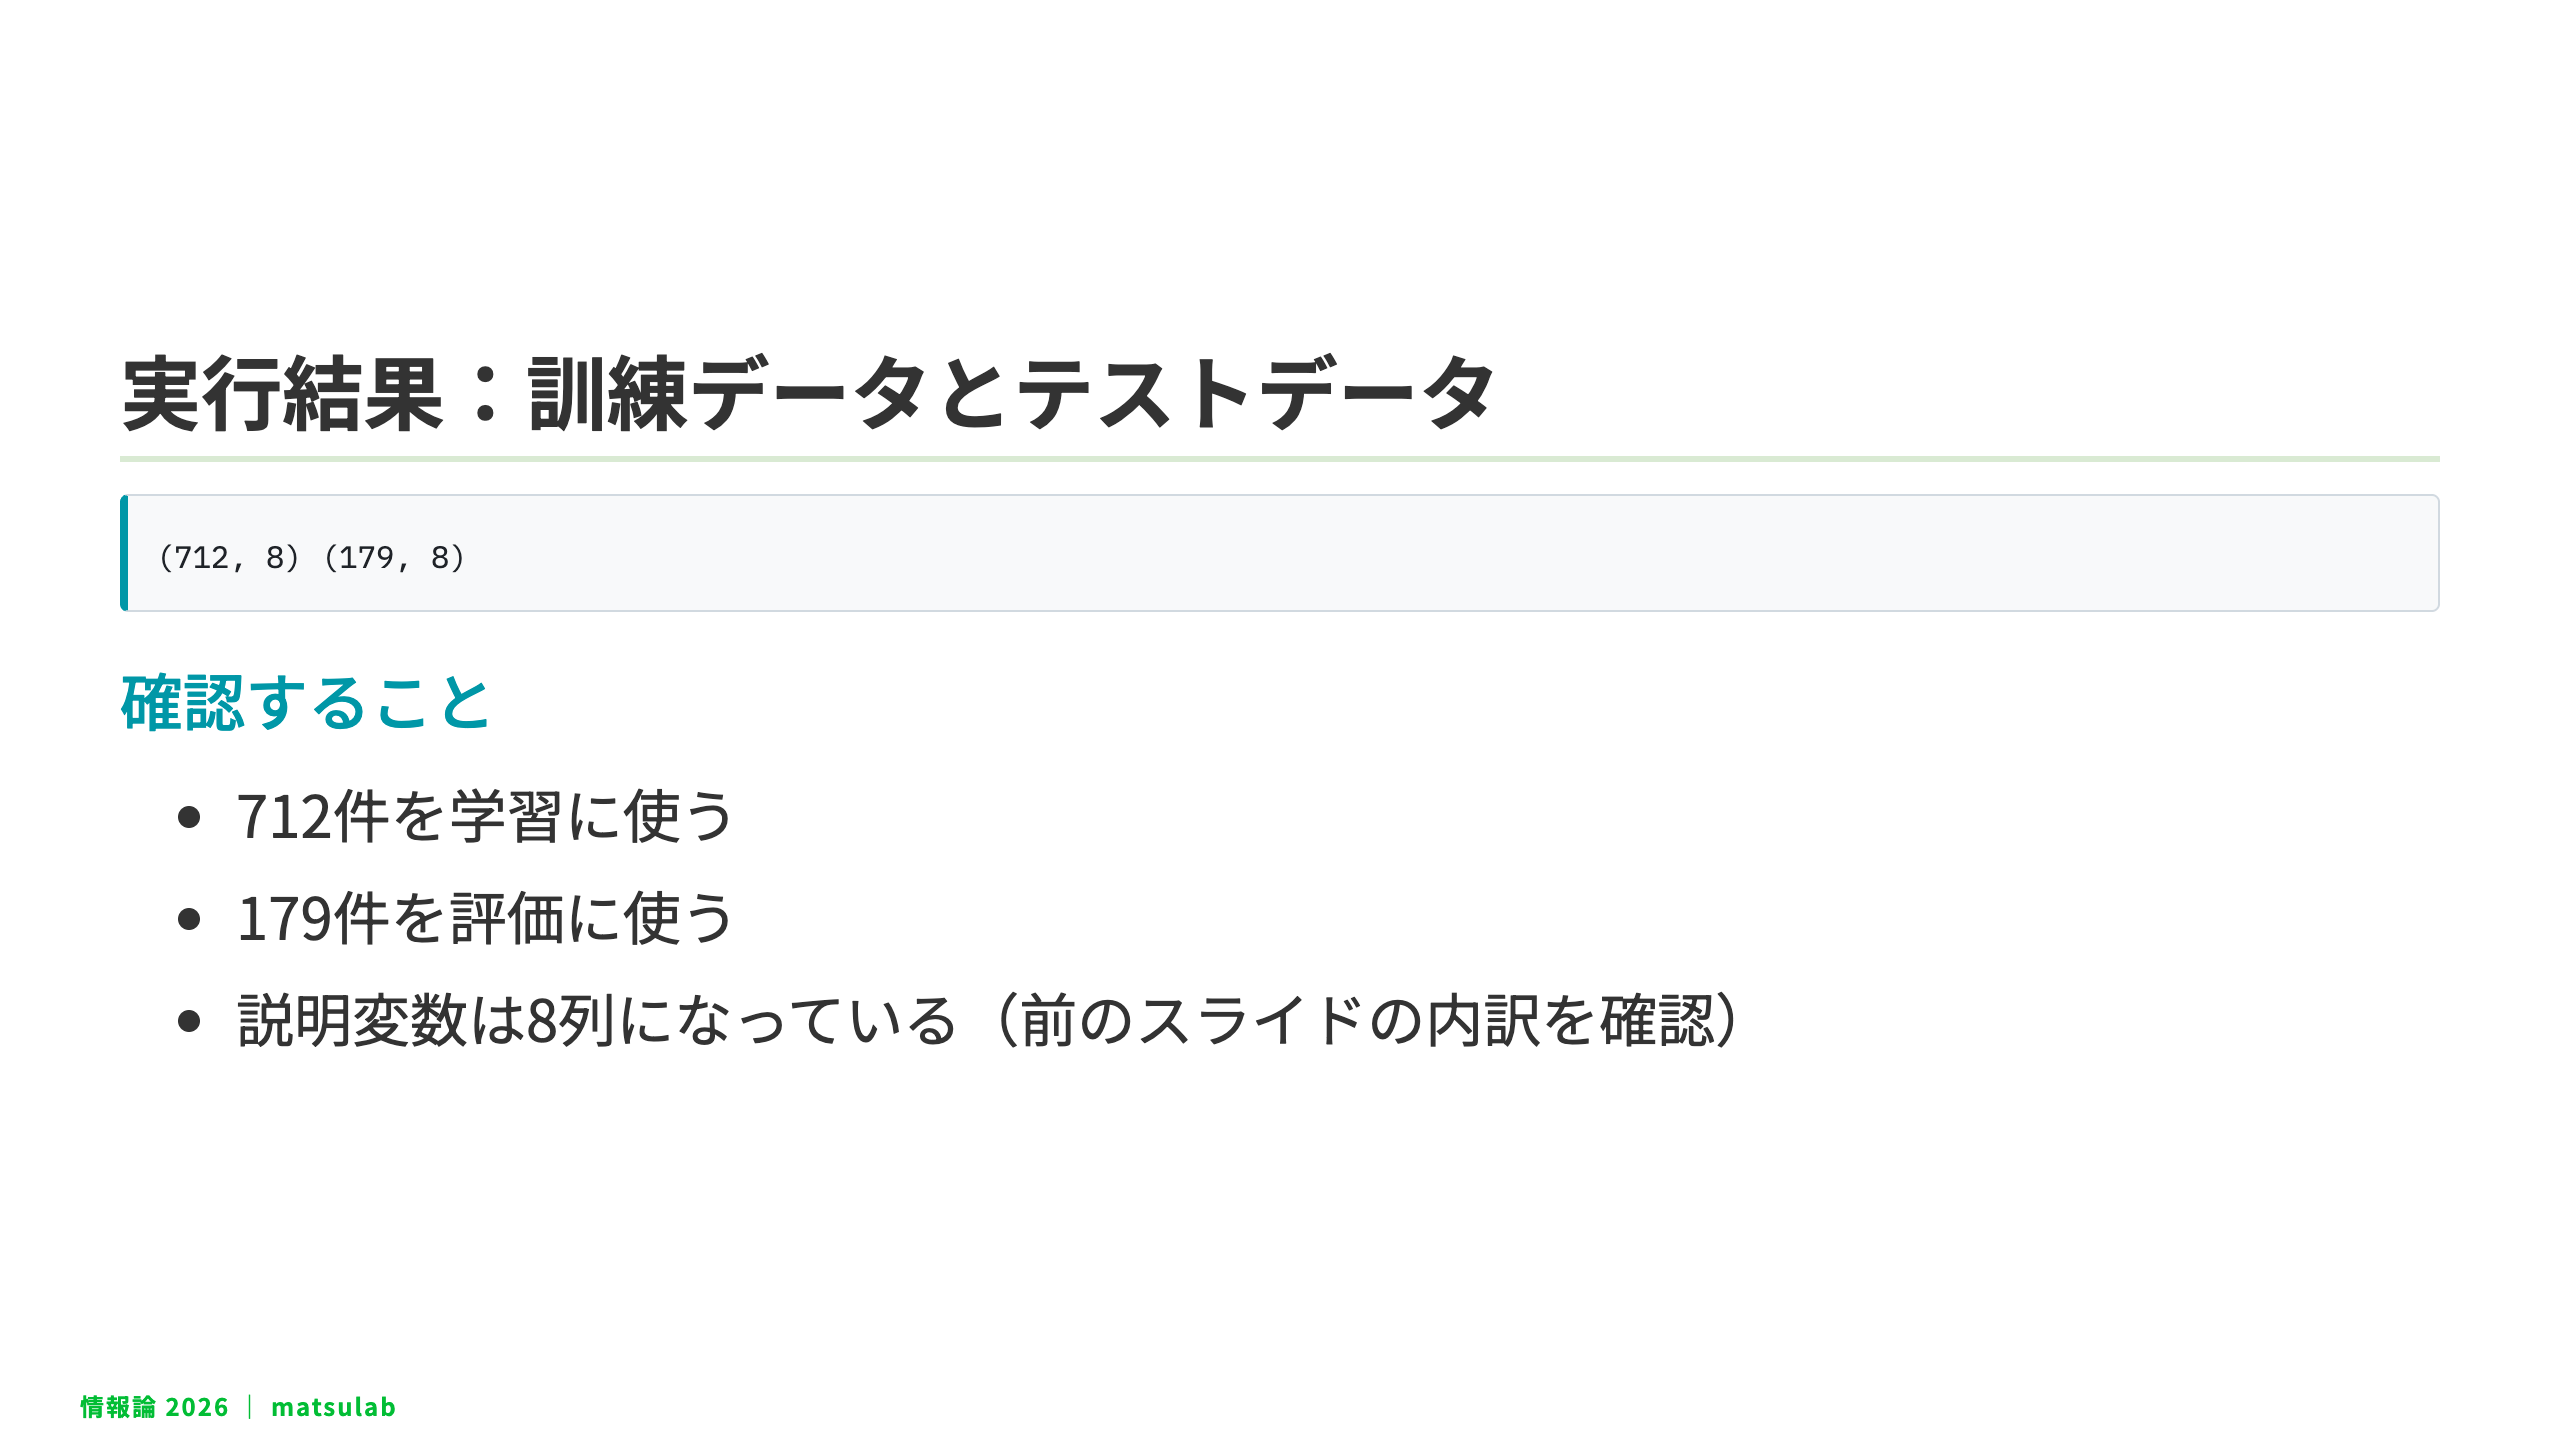 実行結果：訓練データとテストデータ
(712, 8) (179, 8)
確認すること
• 712件を学習に使う
• 179件を評価に使う
• 説明変数は8列になっている（前のスライドの内訳を確認）
情報論 2026 ｜ matsulab